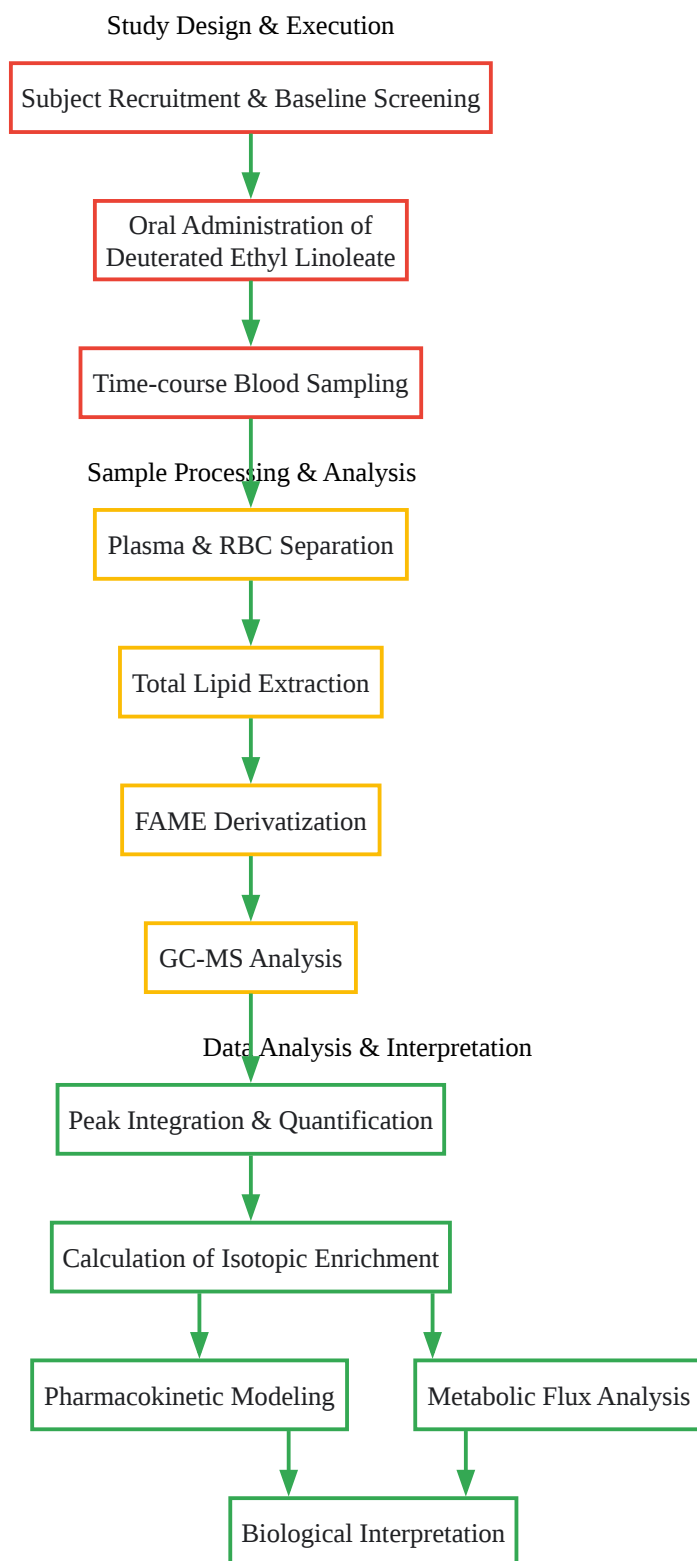 Study Design & Execution
Subject Recruitment & Baseline Screening
Oral Administration of
Deuterated Ethyl Linoleate
Time-course Blood Sampling
Sample Processing & Analysis
Plasma & RBC Separation
Total Lipid Extraction
FAME Derivatization
GC-MS Analysis
Data Analysis & Interpretation
Peak Integration & Quantification
Calculation of Isotopic Enrichment
Pharmacokinetic Modeling
Metabolic Flux Analysis
Biological Interpretation